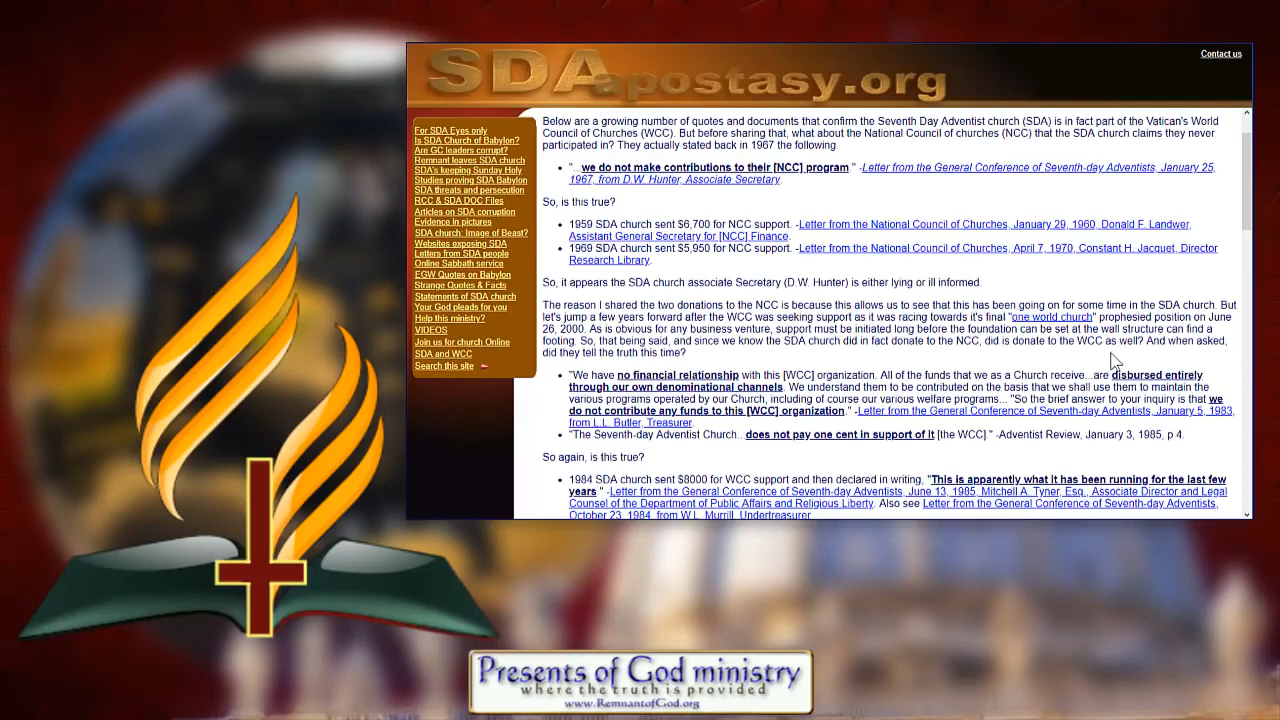 SDAapostasy.org
Contact us
For SDA Eyes only
Is SDA Church of Babylon?
Are GC leaders corrupt?
Remnant leaves SDA church
SDA's keeping Sunday Holy
Studies proving SDA Babylon
SDA threats and persecution
RCC & SDA DOC Files
Articles on SDA corruption
Evidence in pictures
SDA church: Image of Beast?
Websites exposing SDA
Letters from SDA people
Online Sabbath service
EGW Quotes on Babylon
Strange Quotes & Facts
Statements of SDA church
Your God pleads for you
Help this ministry?
VIDEOS
Join us for church Online
SDA and WCC
Search this site
Below are a growing number of quotes and documents that confirm the Seventh Day Adventist church (SDA) is in fact part of the Vatican's World
Council of Churches (WCC). But before sharing that, what about the National Council of churches (NCC) that the SDA church claims they never
participated in? They actually stated back in 1967 the following.
• "...we do not make contributions to their [NCC] program." -Letter from the General Conference of Seventh-day Adventists, January 25,
1967, from D.W. Hunter, Associate Secretary.
So, is this true?
• 1959 SDA church sent $6,700 for NCC support. -Letter from the National Council of Churches, January 29, 1960, Donald F. Landwer,
Assistant General Secretary for [NCC] Finance.
• 1969 SDA church sent $5,950 for NCC support. -Letter from the National Council of Churches, April 7, 1970, Constant H. Jacquet, Director
Research Library.
So, it appears the SDA church associate Secretary (D.W. Hunter) is either lying or ill informed.
The reason I shared the two donations to the NCC is because this allows us to see that this has been going on for some time in the SDA church. But
let's jump a few years forward after the WCC was seeking support as it was racing towards it's final "one world church" prophesied position on June
26, 2000. As is obvious for any business venture, support must be initiated long before the foundation can be set at the wall structure can find a
footing. So, that being said, and since we know the SDA church did in fact donate to the NCC, did is donate to the WCC as well? And when asked,
did they tell the truth this time?
• "We have no financial relationship with this [WCC] organization. All of the funds that we as a Church receive...are disbursed entirely
through our own denominational channels. We understand them to be contributed on the basis that we shall use them to maintain the
various programs operated by our Church, including of course our various welfare programs... "So the brief answer to your inquiry is that we
do not contribute any funds to this [WCC] organization." -Letter from the General Conference of Seventh-day Adventists, January 5, 1983,
from L.L. Butler, Treasurer.
• "The Seventh-day Adventist Church.. does not pay one cent in support of it [the WCC]." -Adventist Review, January 3, 1985, p 4.
So again, is this true?
• 1984 SDA church sent $8000 for WCC support and then declared in writing, "This is apparently what it has been running for the last few
years." -Letter from the General Conference of Seventh-day Adventists, June 13, 1985, Mitchell A. Tyner, Esq., Associate Director and Legal
Counsel of the Department of Public Affairs and Religious Liberty. Also see Letter from the General Conference of Seventh-day Adventists,
October 23, 1984, from W.L. Murrill, Undertreasurer
Presents of God ministry
where the truth is provided
www.RemnantofGod.org